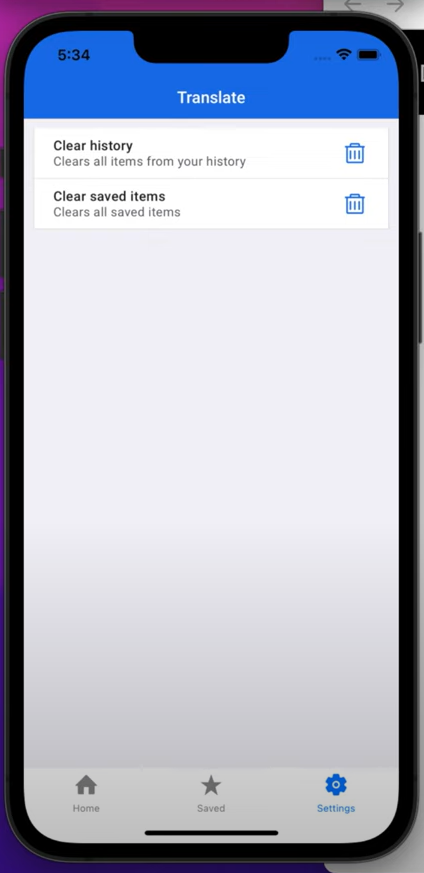 5:34
Translate
Clear history
Clears all items from your history
Clear saved items
Clears all saved items
Home
Saved
Settings